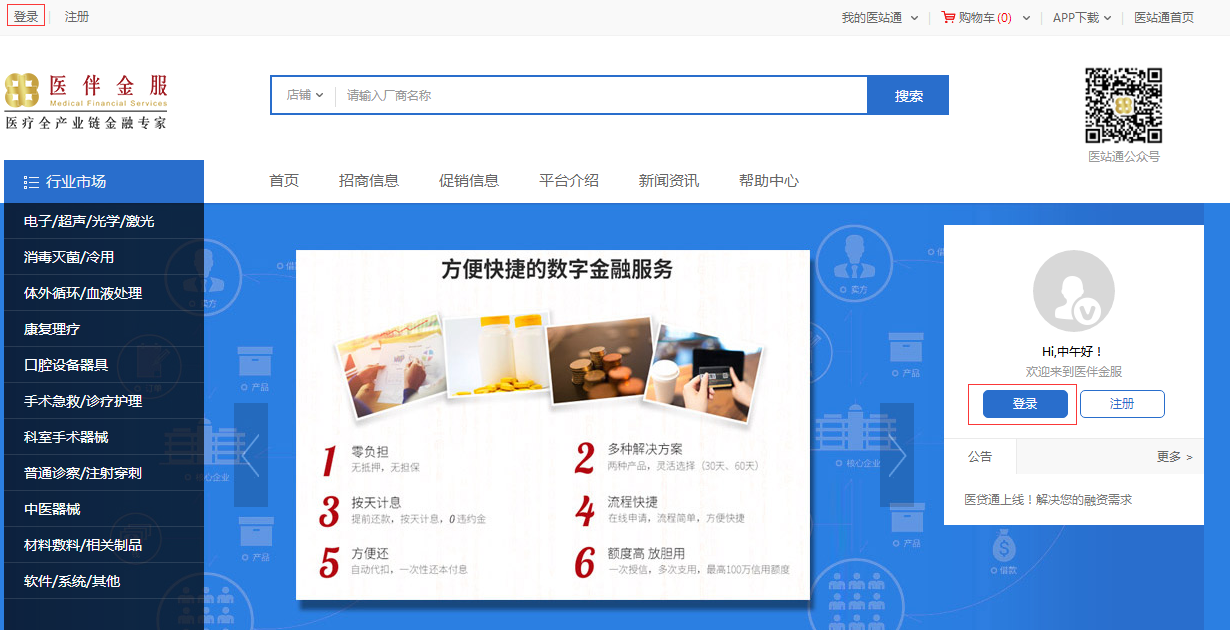 登录 注册 我的医站通 购物车(0) APP下载 医站通首页
医伴金服
Medical Financial Services
医疗全产业链金融专家
店铺 请输入厂商名称 搜索
医站通公众号
行业市场 首页 招商信息 促销信息 平台介绍 新闻资讯 帮助中心
电子/超声/光学/激光
消毒灭菌/冷用
体外循环/血液处理
康复理疗
口腔设备器具
手术急救/诊疗护理
科室手术器械
普通诊察/注射穿刺
中医器械
材料敷料/相关制品
软件/系统/其他
方便快捷的数字金融服务
1 零负担
无抵押，无担保
2 多种解决方案
两种产品，灵活选择（30天、60天）
3 按天计息
提前还款，按天计息，0 违约金
4 流程快捷
在线申请，流程简单，方便快捷
5 方便还
自动代扣，一次性还本付息
6 额度高 放胆用
一次授信，多次支用，最高100万信用额度
卖方
产品
产品
卖方
产品
核心企业
产品
借款
Hi,中午好！
欢迎来到医伴金服
登录 注册
公告 更多 >
医贷通上线！解决您的融资需求